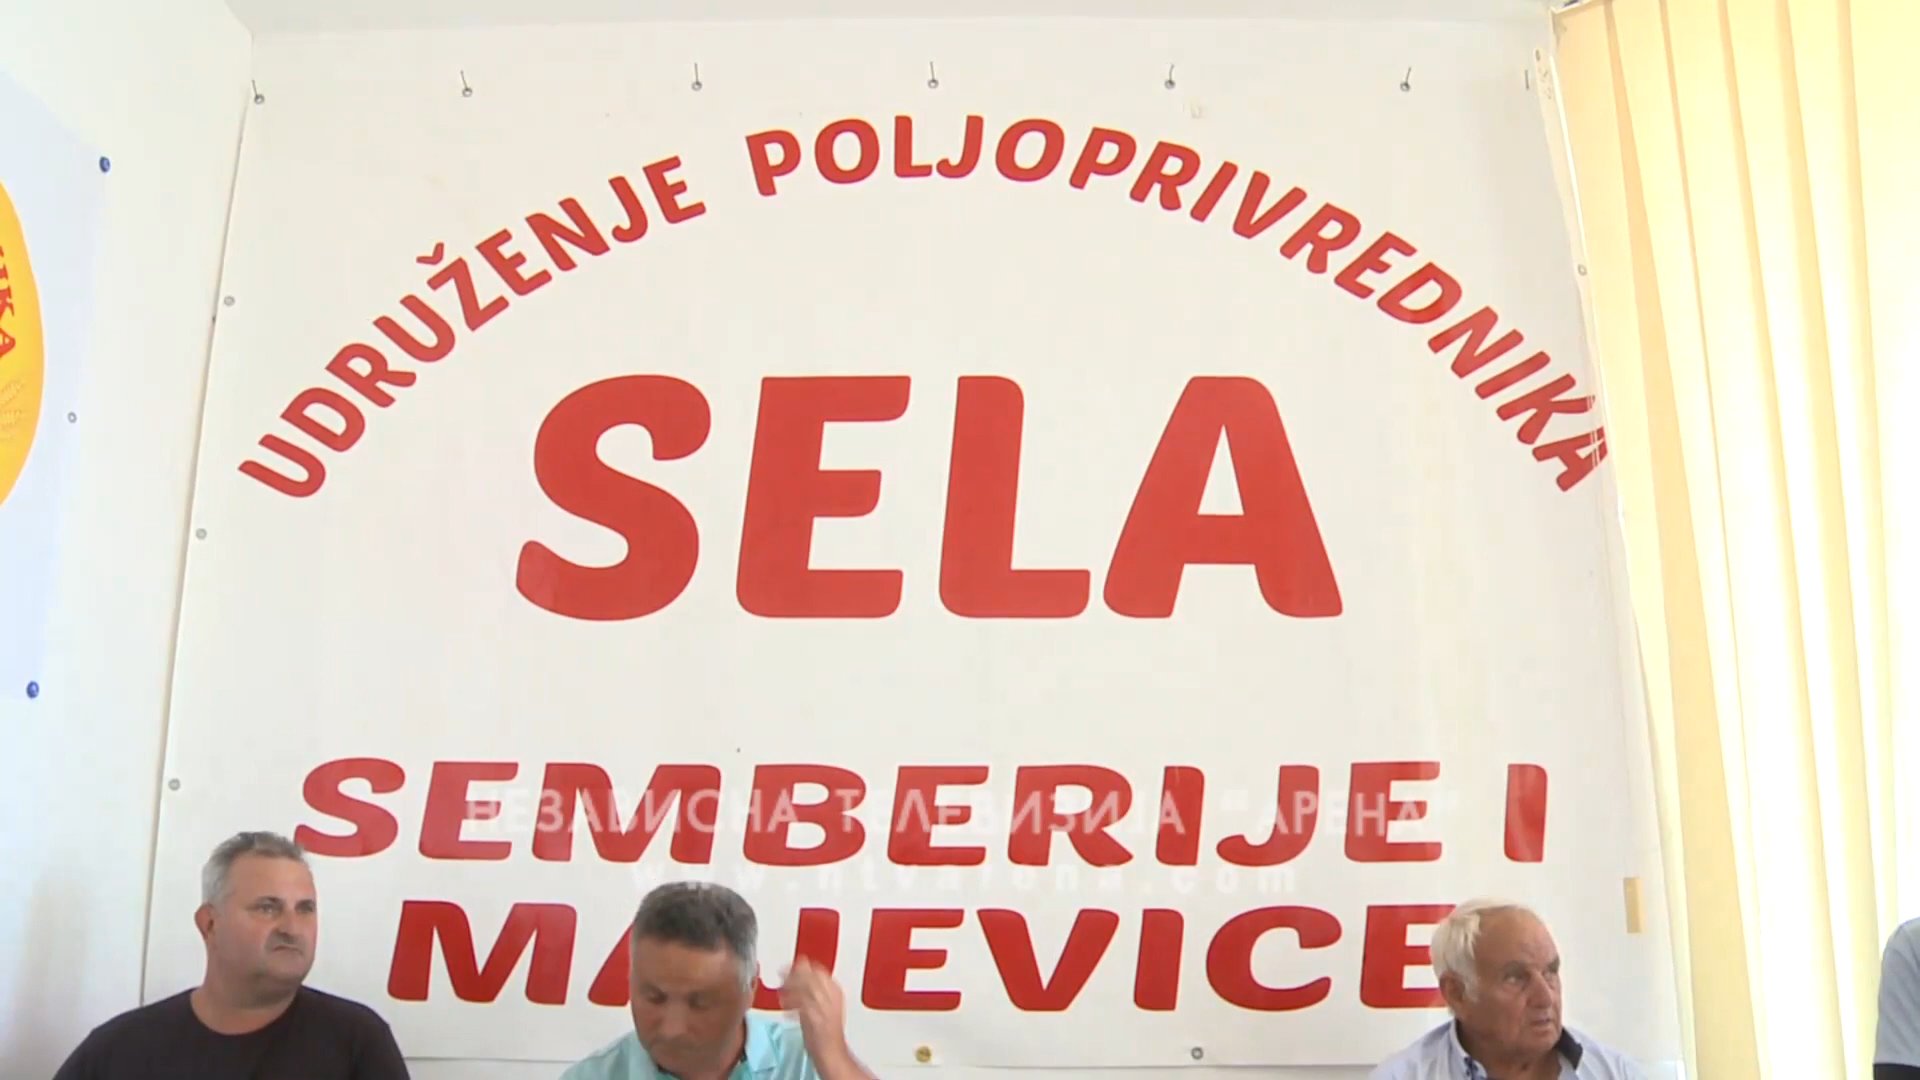 UDRUŽENJE POLJOPRIVREDNIKA
SELA
SEMBERIJE I
НЕЗАВИСНА ТЕЛЕВИЗИЈА "АРЕНА"
www.ntvarena.com
MAJEVICE